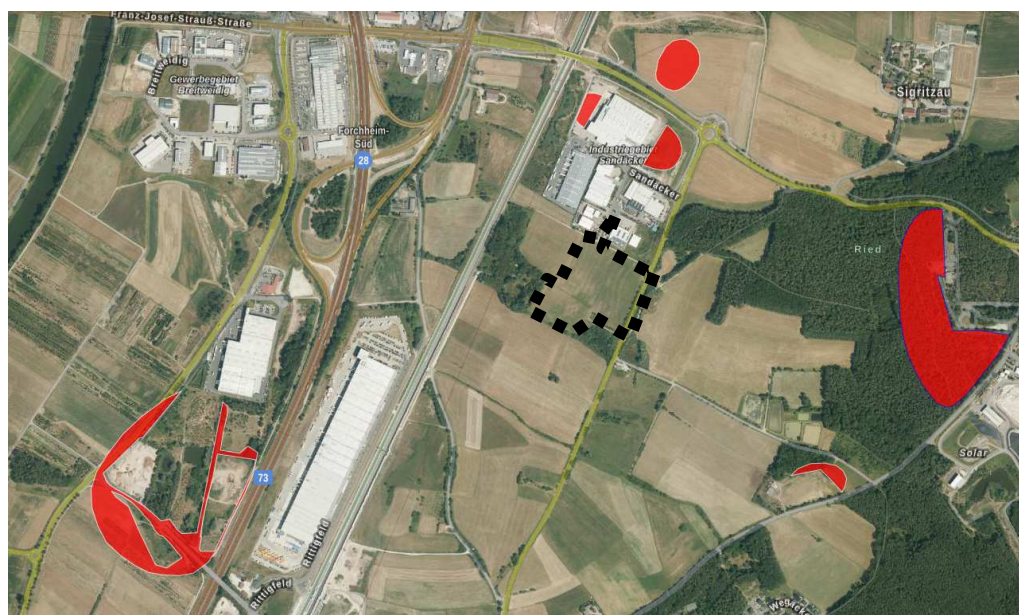 Franz-Josef-Strauß-Straße
Breitweidig
Gewerbegebiet
Breitweidig
Sigritzau
Forchheim-
Süd
28
Industriegebiet
Sandäcker
Sandäcker
Ried
73
Solar
Rittigfeld
Rittigfeld